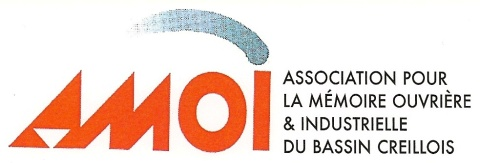 AMOI
ASSOCIATION POUR
LA MÉMOIRE OUVRIÈRE
& INDUSTRIELLE
DU BASSIN CREILLOIS